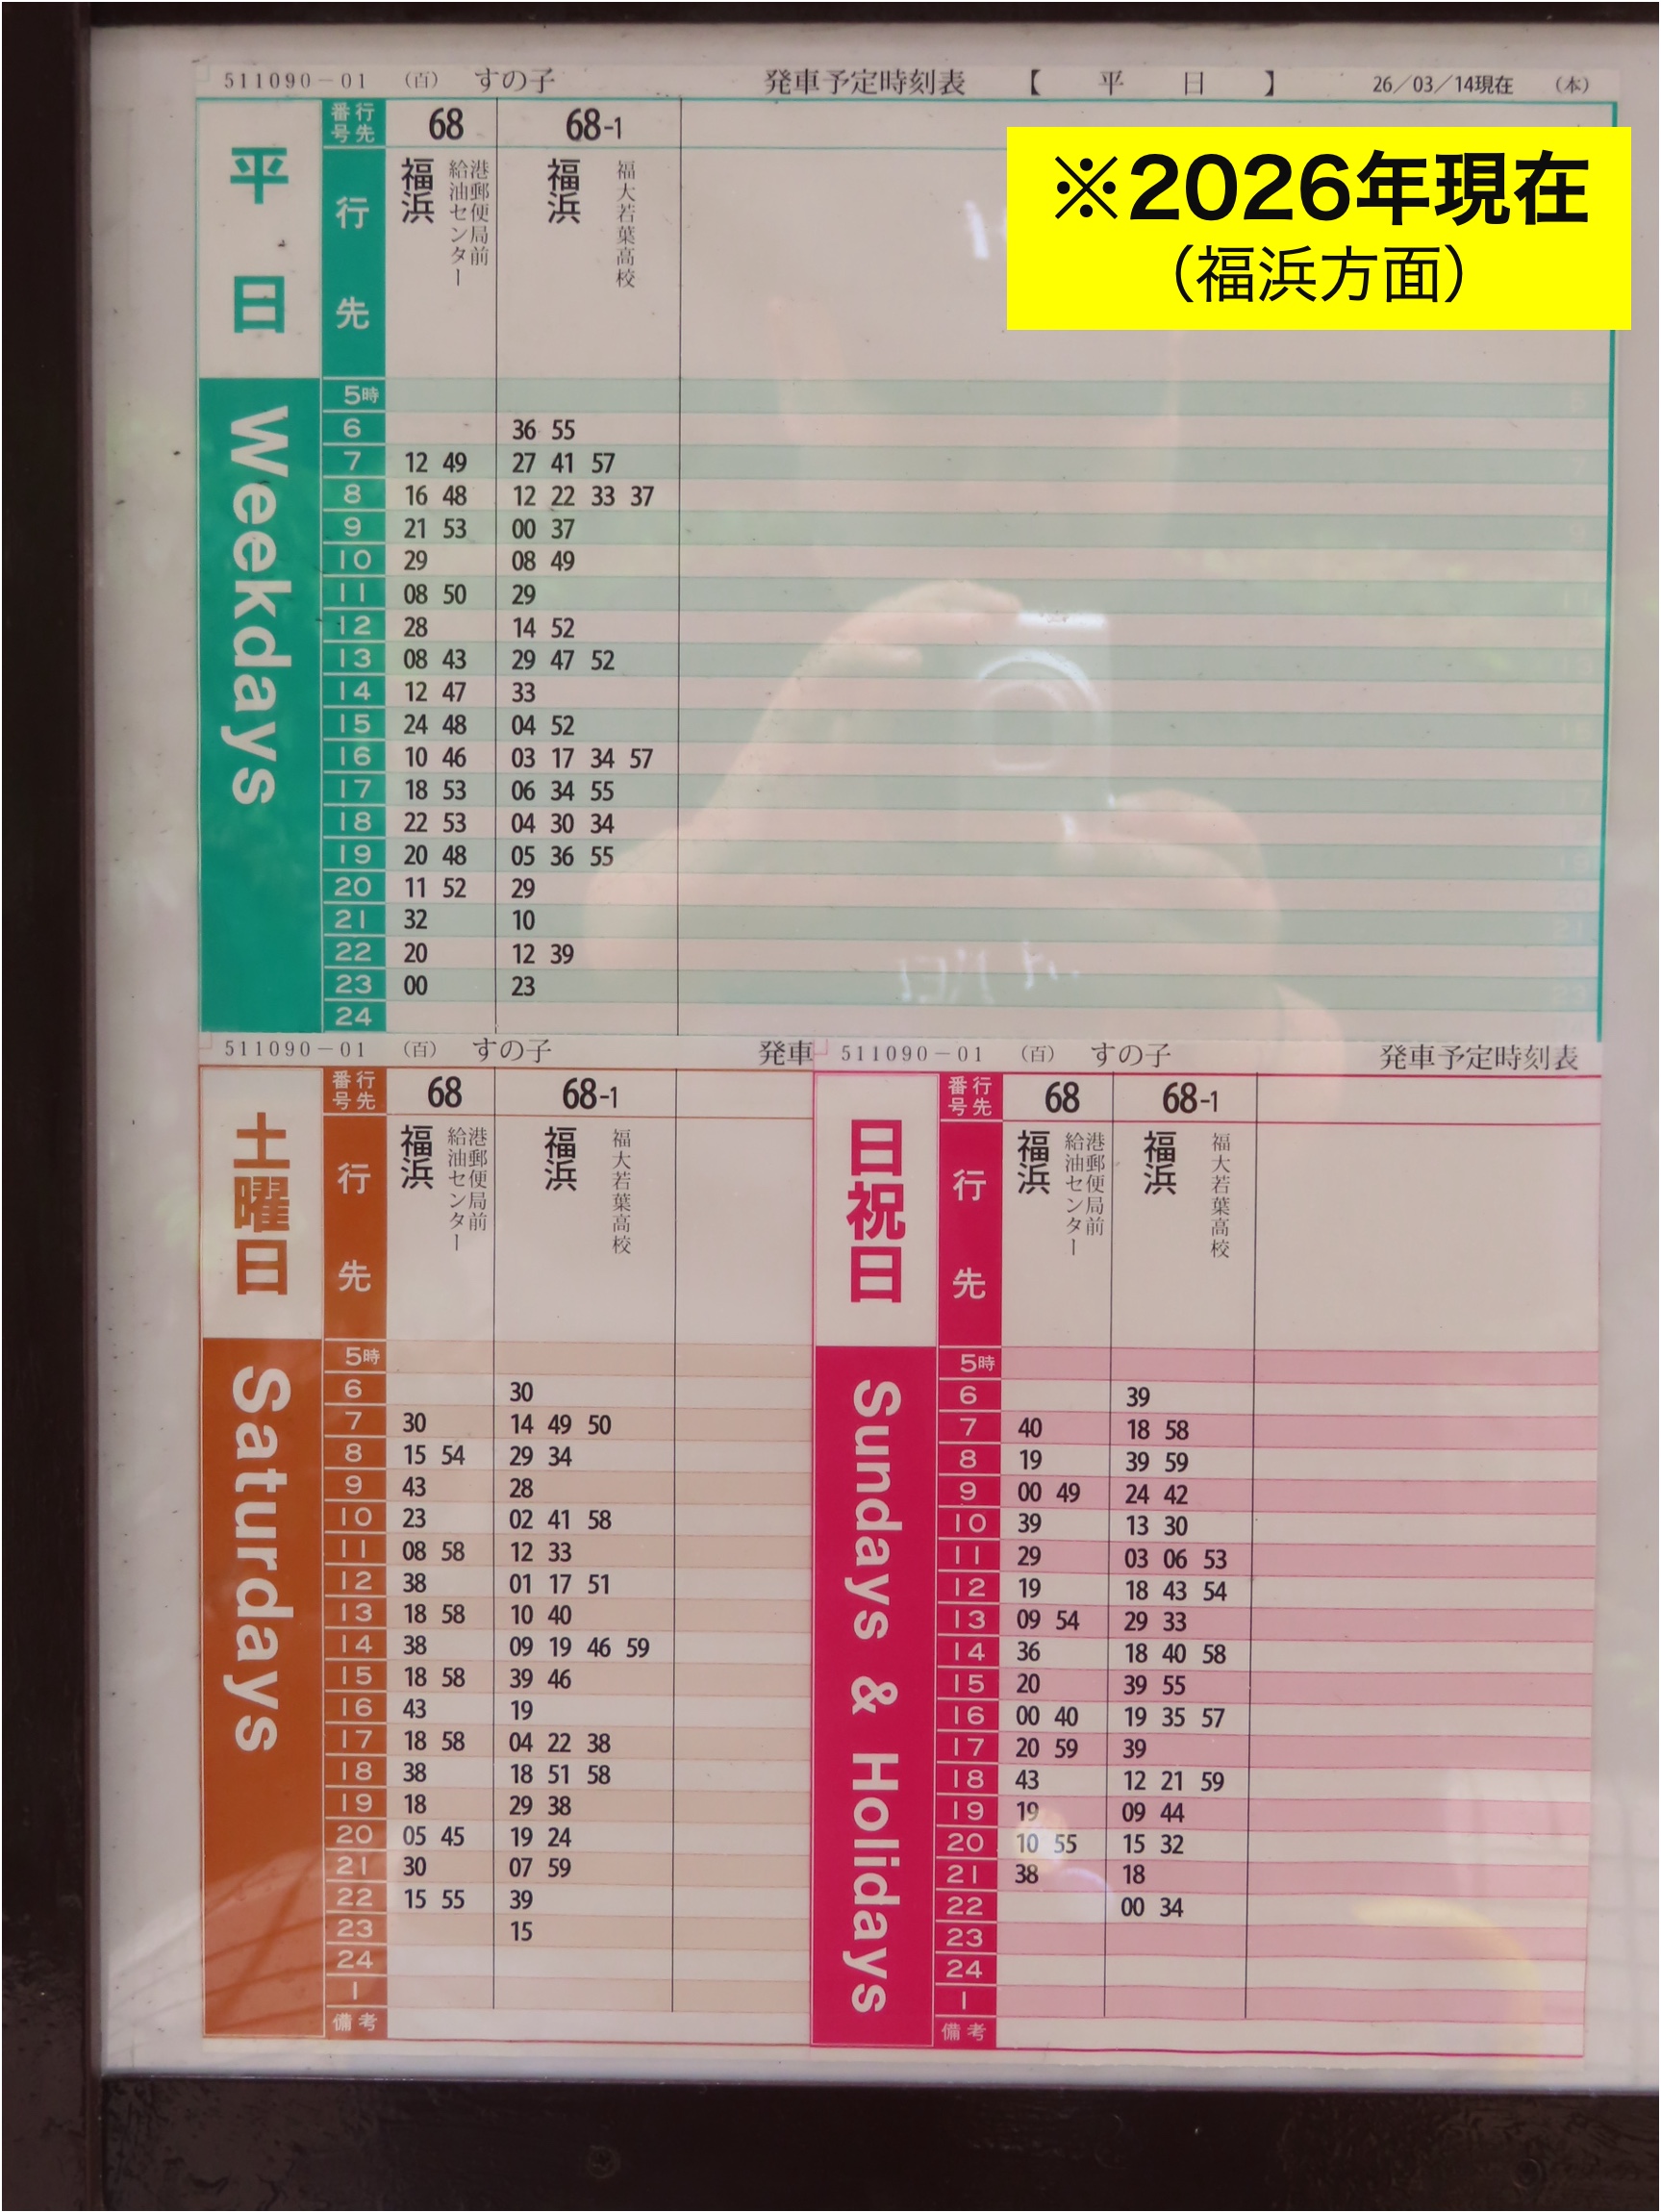 511090-01 (百) すの子 発車予定時刻表 【 平 日 】 26/03/14現在 (本)
※2026年現在
（福浜方面）
平日
Weekdays
行先番号 68 68-1
行先 福浜 港郵便局前 給油センター 福浜 福大若葉高校
5時
6 36 55
7 12 49 27 41 57
8 16 48 12 22 33 37
9 21 53 00 37
10 29 08 49
11 08 50 29
12 28 14 52
13 08 43 29 47 52
14 12 47 33
15 24 48 04 52
16 10 46 03 17 34 57
17 18 53 06 34 55
18 22 53 04 30 34
19 20 48 05 36 55
20 11 52 29
21 32 10
22 20 12 39
23 00 23
24
511090-01 (百) すの子 発車
土曜日
Saturdays
行先番号 68 68-1
行先 福浜 港郵便局前 給油センター 福浜 福大若葉高校
5時
6 30
7 30 14 49 50
8 15 54 29 34
9 43 28
10 23 02 41 58
11 08 58 12 33
12 38 01 17 51
13 18 58 10 40
14 38 09 19 46 59
15 18 58 39 46
16 43 19
17 18 58 04 22 38
18 38 18 51 58
19 18 29 38
20 05 45 19 24
21 30 07 59
22 15 55 39
23 15
24
1
備考
511090-01 (百) すの子 発車予定時刻表
日祝日
Sundays & Holidays
行先番号 68 68-1
行先 福浜 港郵便局前 給油センター 福浜 福大若葉高校
5時
6 39
7 40 18 58
8 19 39 59
9 00 49 24 42
10 39 13 30
11 29 03 06 53
12 19 18 43 54
13 09 54 29 33
14 36 18 40 58
15 20 39 55
16 00 40 19 35 57
17 20 59 39
18 43 12 21 59
19 19 09 44
20 10 55 15 32
21 38 18
22 00 34
23
24
1
備考